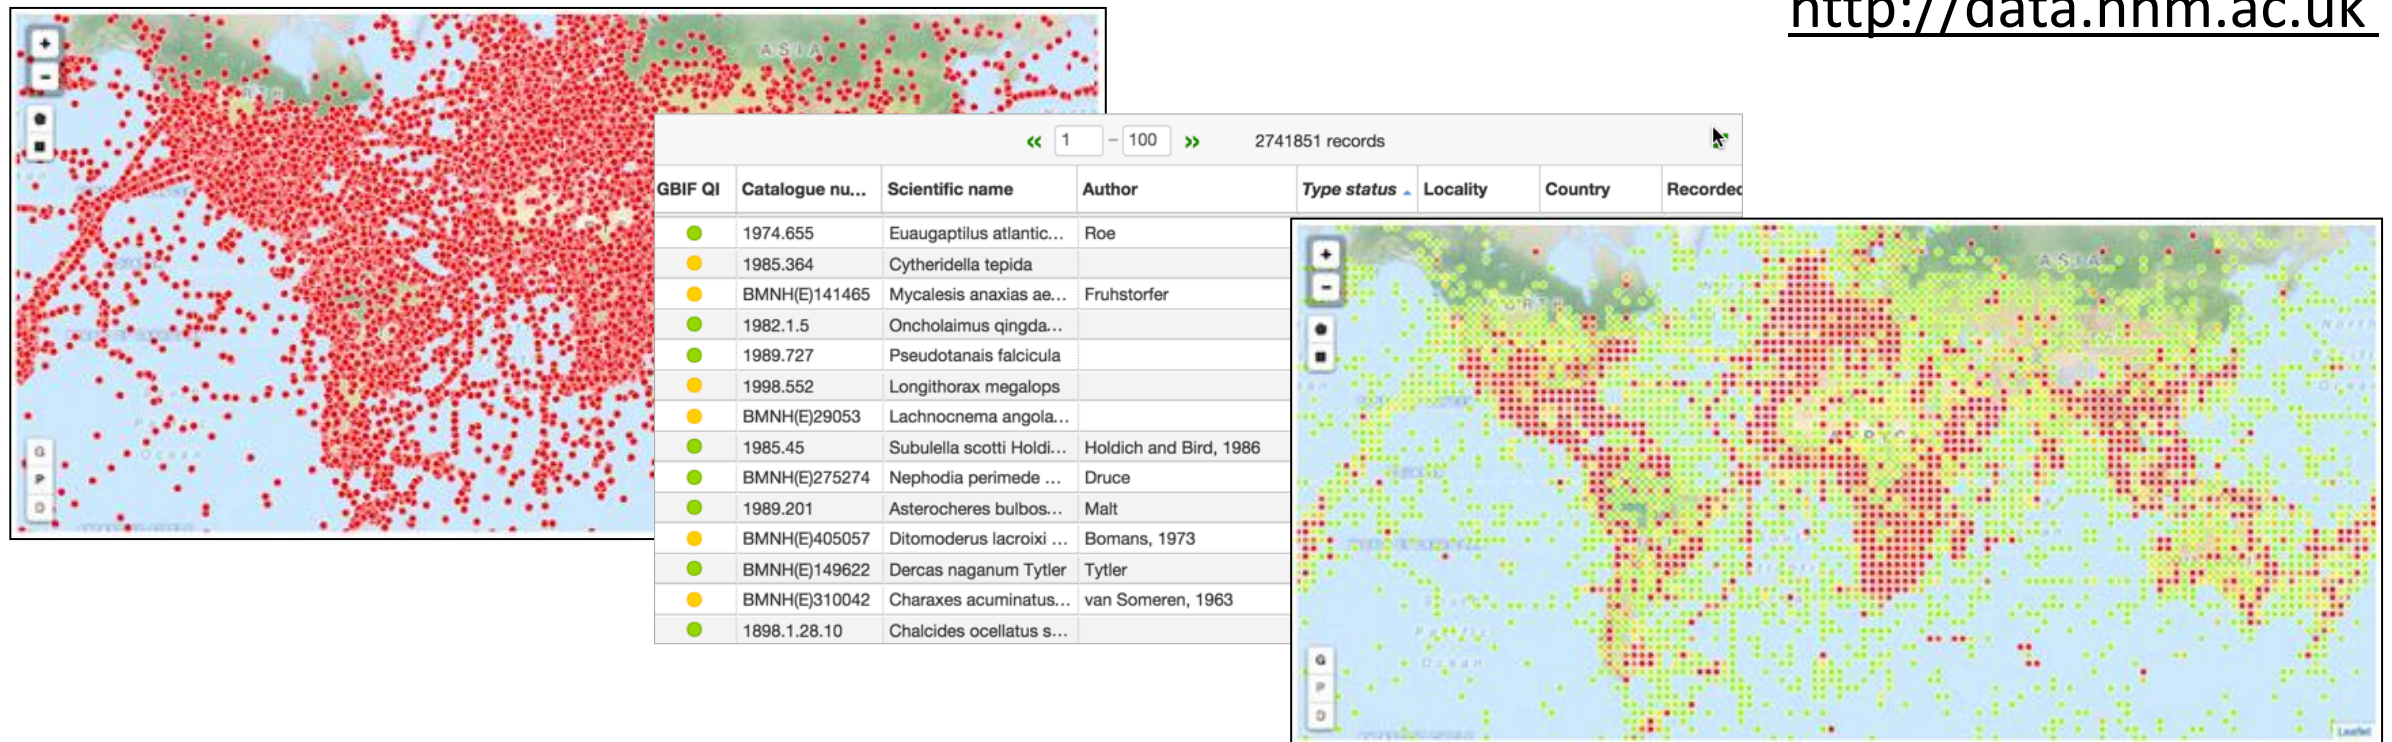 http://data.nhm.ac.uk
ASIA
« 1 – 100 » 2741851 records
GBIF QI Catalogue nu... Scientific name Author Type status Locality Country Recorded
1974.655 Euaugaptilus atlantic... Roe
1985.364 Cytheridella tepida
BMNH(E)141465 Mycalesis anaxias ae... Fruhstorfer
1982.1.5 Oncholaimus qingda...
1989.727 Pseudotanais falcicula
1998.552 Longithorax megalops
BMNH(E)29053 Lachnocnema angola...
1985.45 Subulella scotti Holdi... Holdich and Bird, 1986
BMNH(E)275274 Nephodia perimede ... Druce
1989.201 Asterocheres bulbos... Malt
BMNH(E)405057 Ditomoderus lacroixi ... Bomans, 1973
BMNH(E)149622 Dercas naganum Tytler Tytler
BMNH(E)310042 Charaxes acuminatus... van Someren, 1963
1898.1.28.10 Chalcides ocellatus s...
G
P
D
ASIA
G
P
D
Leaflet